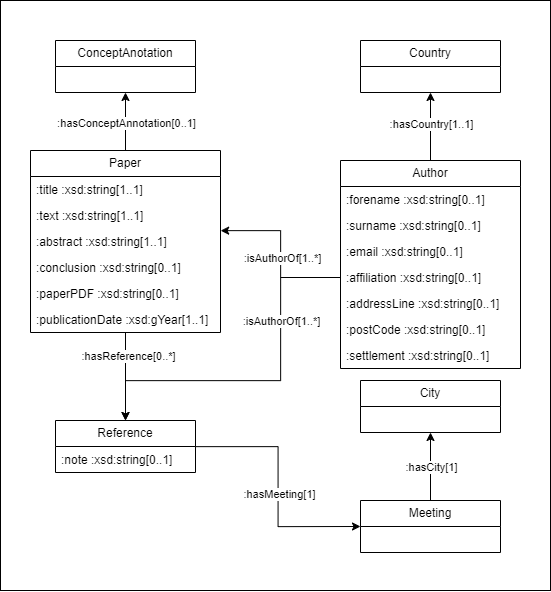 ConceptAnotation
Country
:hasConceptAnnotation[0..1]
:hasCountry[1..1]
Paper
:title :xsd:string[1..1]
:text :xsd:string[1..1]
:abstract :xsd:string[1..1]
:conclusion :xsd:string[0..1]
:paperPDF :xsd:string[0..1]
:publicationDate :xsd:gYear[1..1]
Author
:forename :xsd:string[0..1]
:surname :xsd:string[0..1]
:email :xsd:string[0..1]
:affiliation :xsd:string[0..1]
:addressLine :xsd:string[0..1]
:postCode :xsd:string[0..1]
:settlement :xsd:string[0..1]
:isAuthorOf[1..*]
:isAuthorOf[1..*]
:hasReference[0..*]
City
Reference
:note :xsd:string[0..1]
:hasCity[1]
:hasMeeting[1]
Meeting